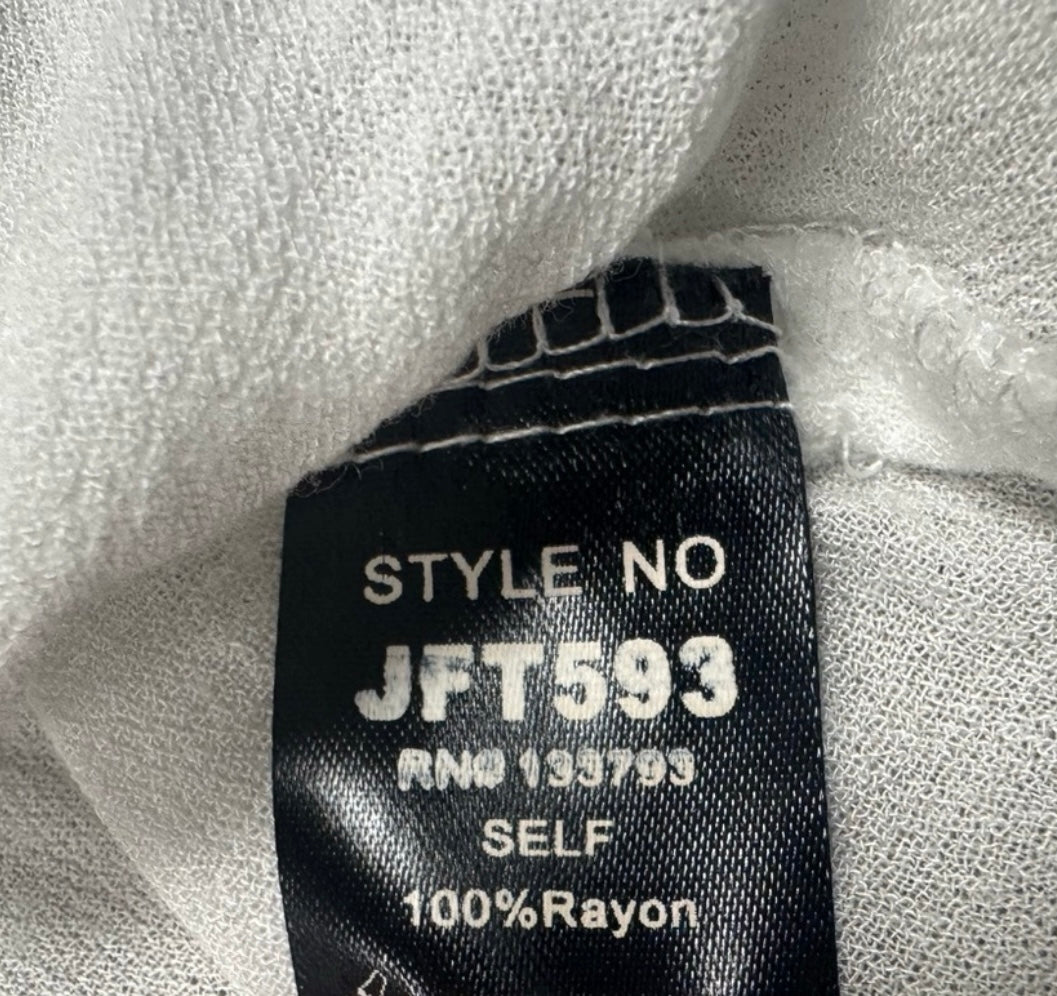 STYLE NO
JFT593
RN# 133793
SELF
100%Rayon